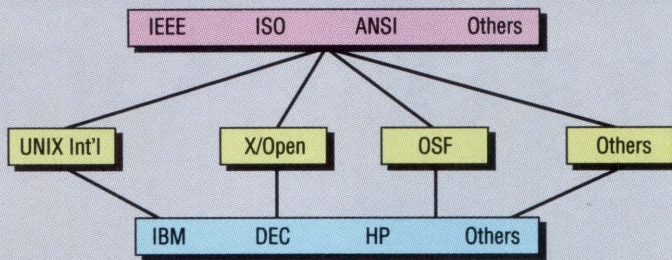 IEEE ISO ANSI Others
UNIX Int'l X/Open OSF Others
IBM DEC HP Others